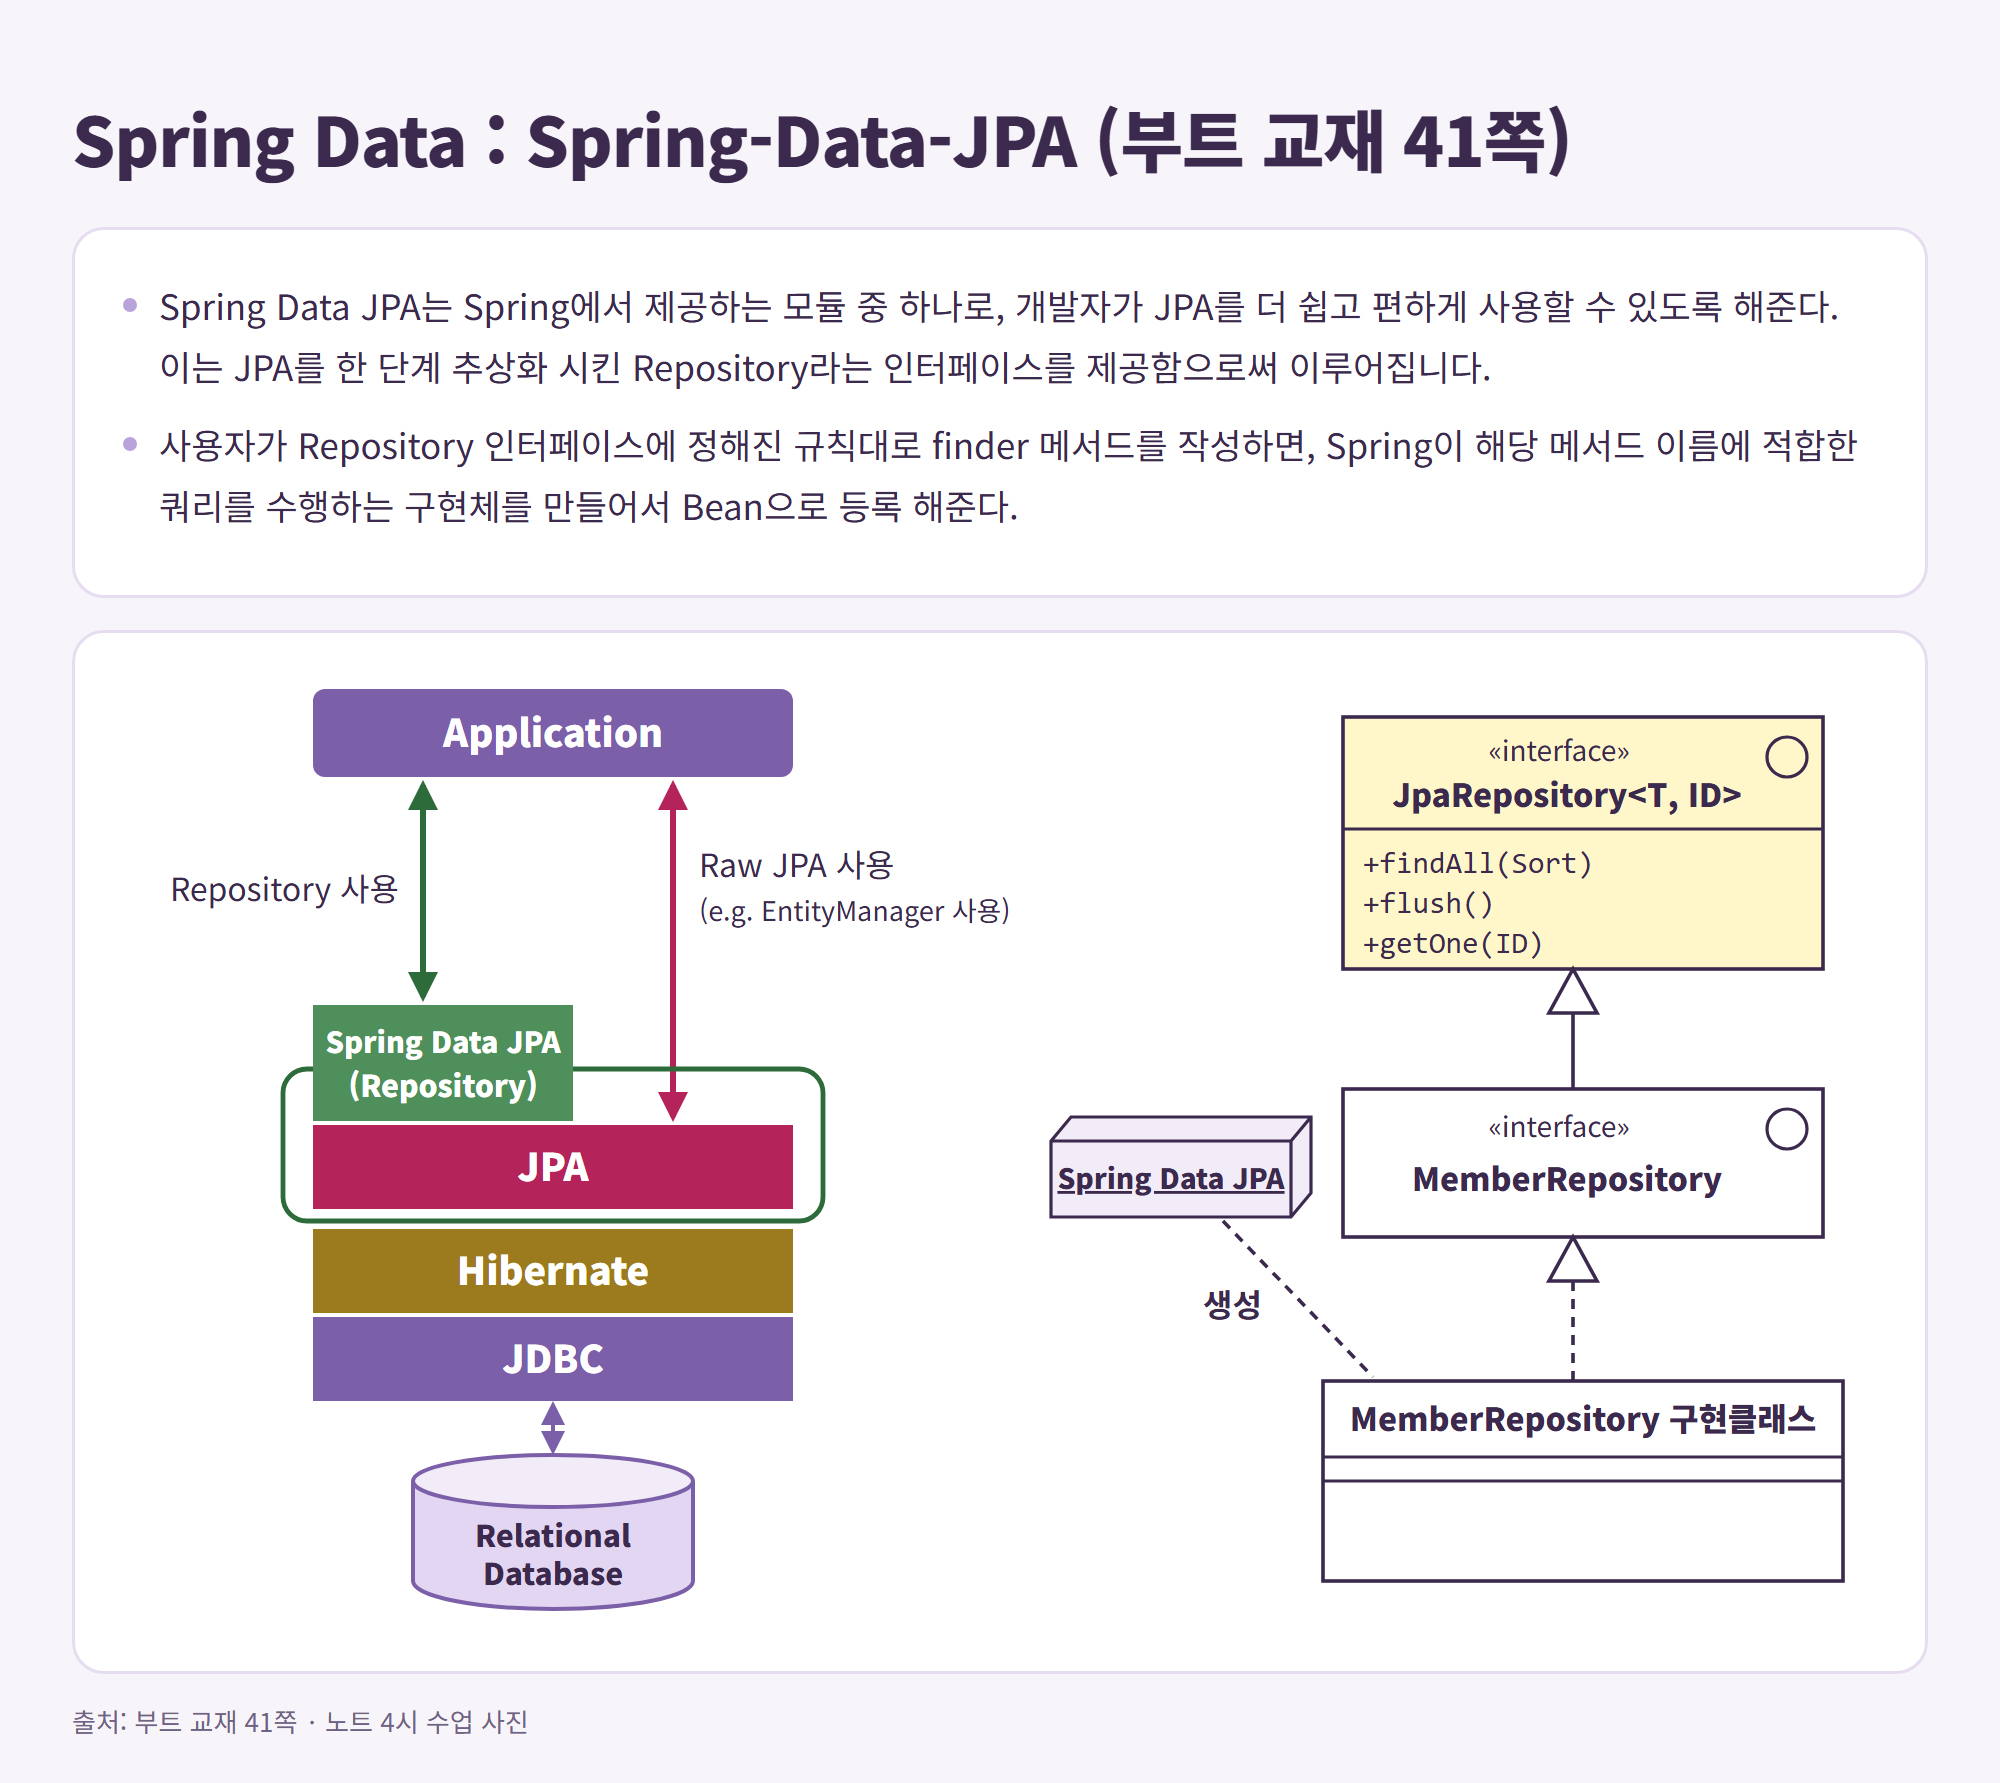 Spring Data : Spring-Data-JPA (부트 교재 41쪽)
Spring Data JPA는 Spring에서 제공하는 모듈 중 하나로, 개발자가 JPA를 더 쉽고 편하게 사용할 수 있도록 해준다.
이는 JPA를 한 단계 추상화 시킨 Repository라는 인터페이스를 제공함으로써 이루어집니다.
사용자가 Repository 인터페이스에 정해진 규칙대로 finder 메서드를 작성하면, Spring이 해당 메서드 이름에 적합한
쿼리를 수행하는 구현체를 만들어서 Bean으로 등록 해준다.
Application
Repository 사용
Raw JPA 사용
(e.g. EntityManager 사용)
Spring Data JPA
(Repository)
JPA
Hibernate
JDBC
Relational
Database
«interface»
JpaRepository<T, ID>
+findAll(Sort)
+flush()
+getOne(ID)
«interface»
MemberRepository
Spring Data JPA
생성
MemberRepository 구현클래스
출처: 부트 교재 41쪽 · 노트 4시 수업 사진